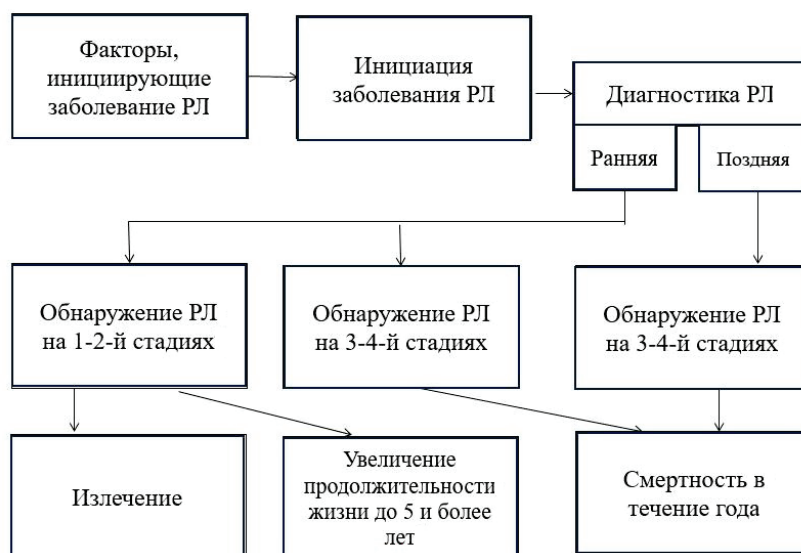 Факторы,
инициирующие
заболевание РЛ
Инициация
заболевания РЛ
Диагностика РЛ
Ранняя
Поздняя
Обнаружение РЛ
на 1-2-й стадиях
Обнаружение РЛ
на 3-4-й стадиях
Обнаружение РЛ
на 3-4-й стадиях
Излечение
Увеличение
продолжительности
жизни до 5 и более
лет
Смертность в
течение года